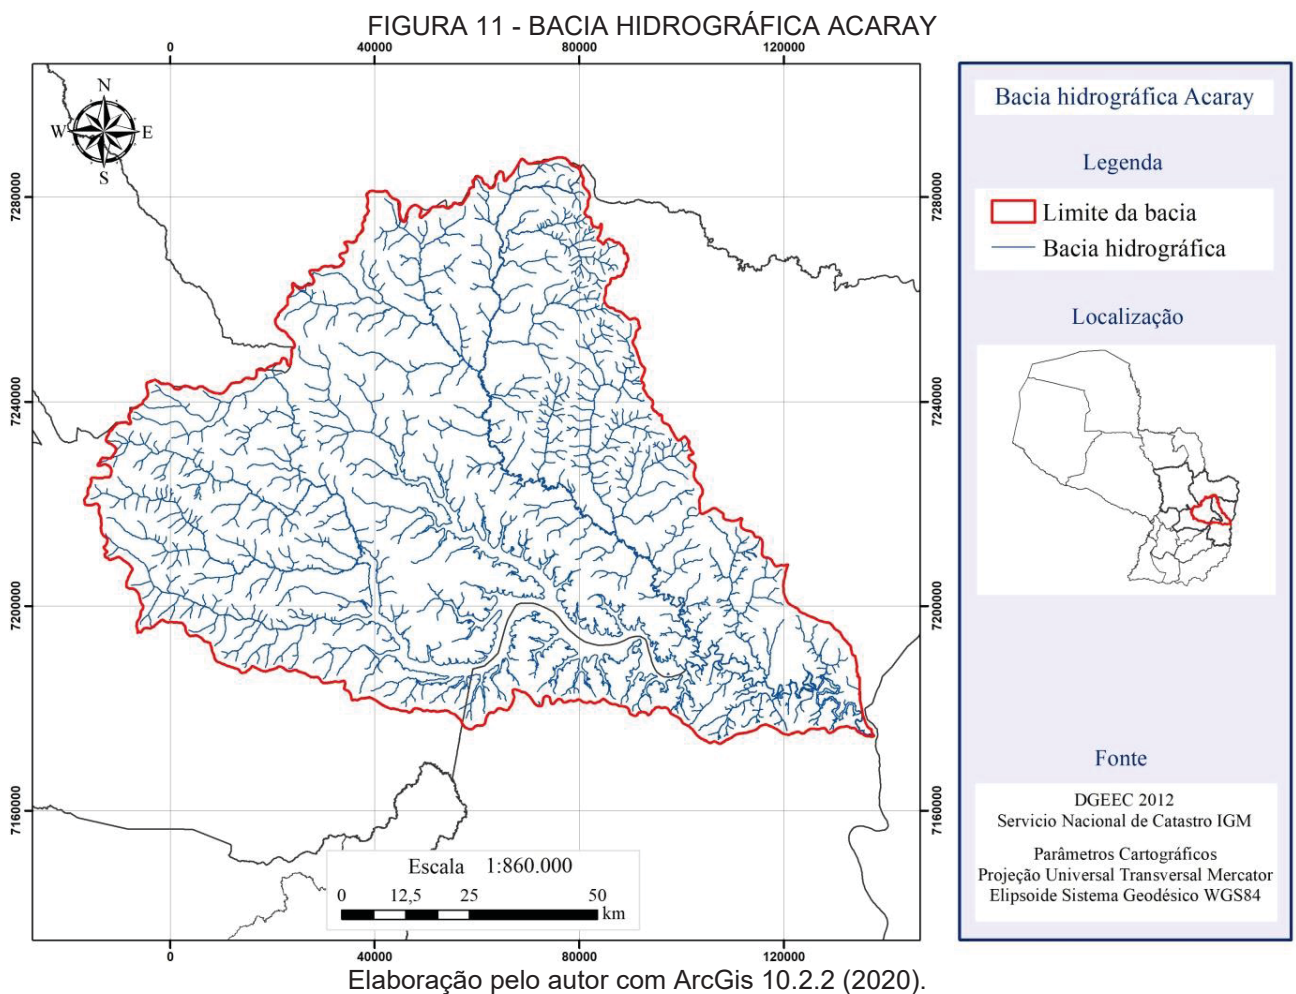 FIGURA 11 - BACIA HIDROGRÁFICA ACARAY
0 40000 80000 120000
N
W E
S
7280000 7280000
7240000 7240000
7200000 7200000
7160000 7160000
Escala 1:860.000
0 12,5 25 50
km
0 40000 80000 120000
Bacia hidrográfica Acaray
Legenda
Limite da bacia
Bacia hidrográfica
Localização
Fonte
DGEEC 2012
Servicio Nacional de Catastro IGM
Parâmetros Cartográficos
Projeção Universal Transversal Mercator
Elipsoide Sistema Geodésico WGS84
Elaboração pelo autor com ArcGis 10.2.2 (2020).